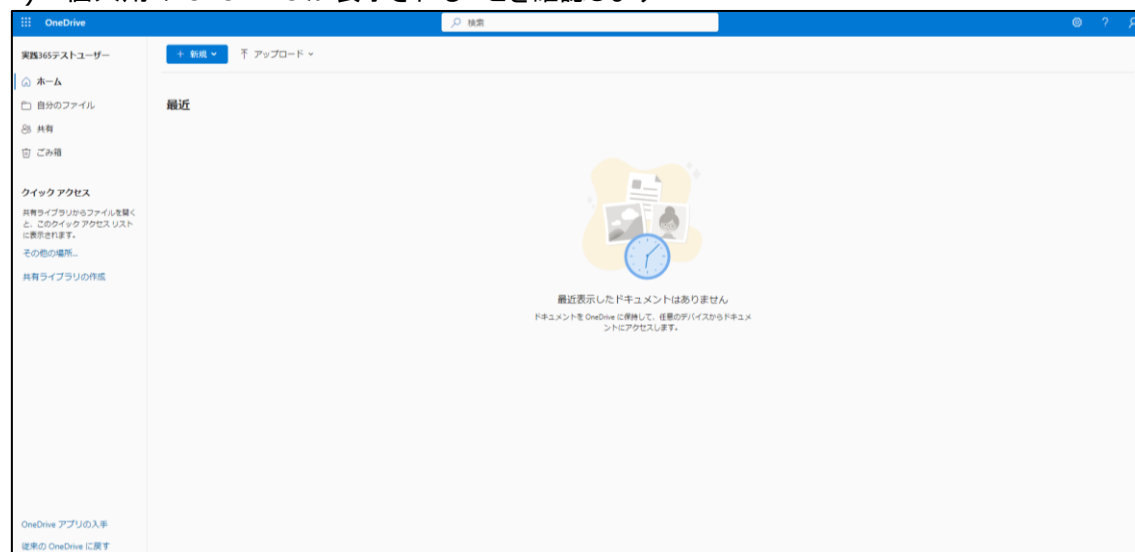 OneDrive
検索
実践365テストユーザー
+ 新規
アップロード
ホーム
自分のファイル
共有
ごみ箱
最近
クイック アクセス
共有ライブラリからファイルを開く
と、このクイック アクセス リスト
に表示されます。
その他の場所...
共有ライブラリの作成
最近表示したドキュメントはありません
ドキュメントを OneDrive に保持して、任意のデバイスからドキュメ
ントにアクセスします。
OneDrive アプリの入手
従来の OneDrive に戻す